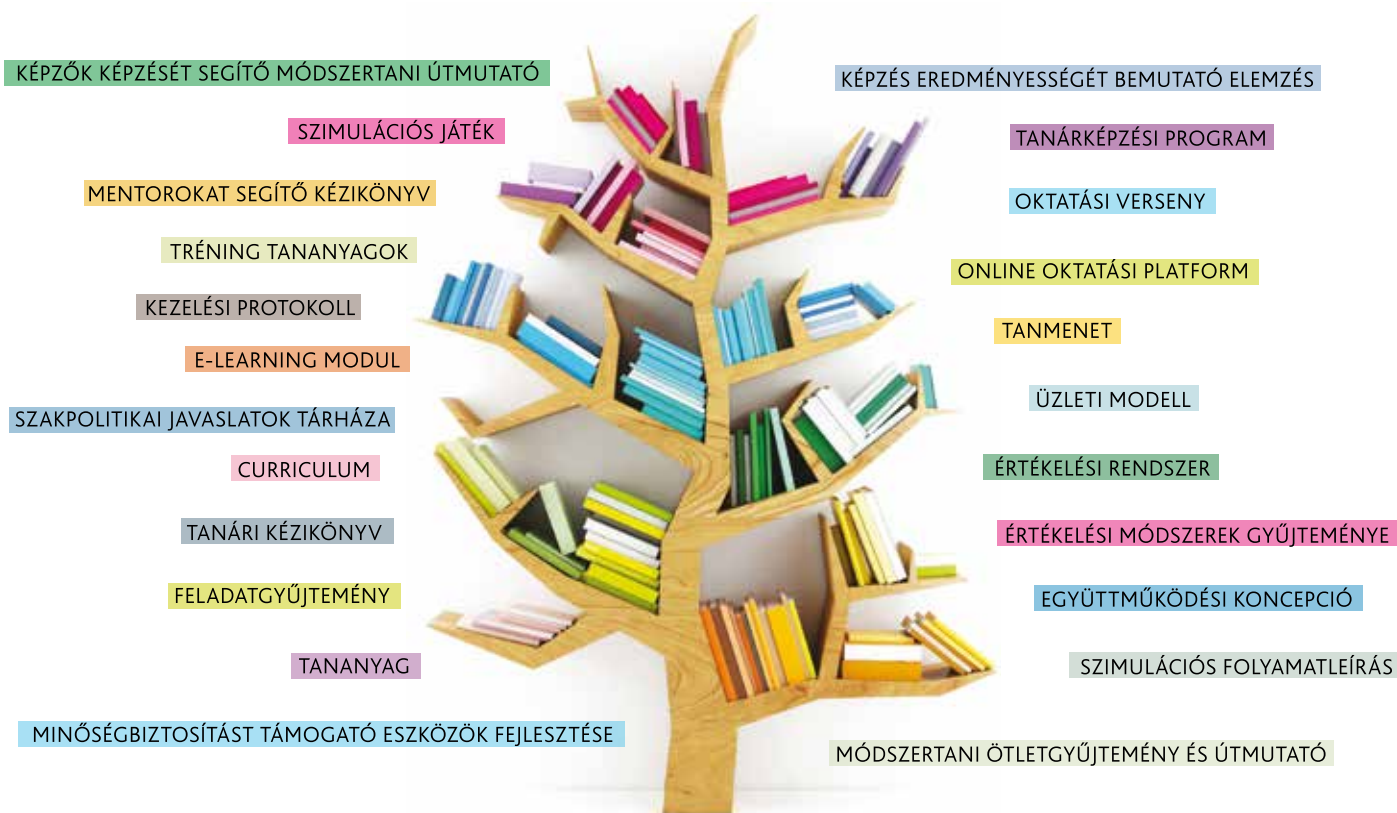 KÉPZŐK KÉPZÉSÉT SEGÍTŐ MÓDSZERTANI ÚTMUTATÓ
SZIMULÁCIÓS JÁTÉK
MENTOROKAT SEGÍTŐ KÉZIKÖNYV
TRÉNING TANANYAGOK
KEZELÉSI PROTOKOLL
E-LEARNING MODUL
SZAKPOLITIKAI JAVASLATOK TÁRHÁZA
CURRICULUM
TANÁRI KÉZIKÖNYV
FELADATGYŰJTEMÉNY
TANANYAG
MINŐSÉGBIZTOSÍTÁST TÁMOGATÓ ESZKÖZÖK FEJLESZTÉSE
KÉPZÉS EREDMÉNYESSÉGÉT BEMUTATÓ ELEMZÉS
TANÁRKÉPZÉSI PROGRAM
OKTATÁSI VERSENY
ONLINE OKTATÁSI PLATFORM
TANMENET
ÜZLETI MODELL
ÉRTÉKELÉSI RENDSZER
ÉRTÉKELÉSI MÓDSZEREK GYŰJTEMÉNYE
EGYÜTTMŰKÖDÉSI KONCEPCIÓ
SZIMULÁCIÓS FOLYAMATLEÍRÁS
MÓDSZERTANI ÖTLETGYŰJTEMÉNY ÉS ÚTMUTATÓ